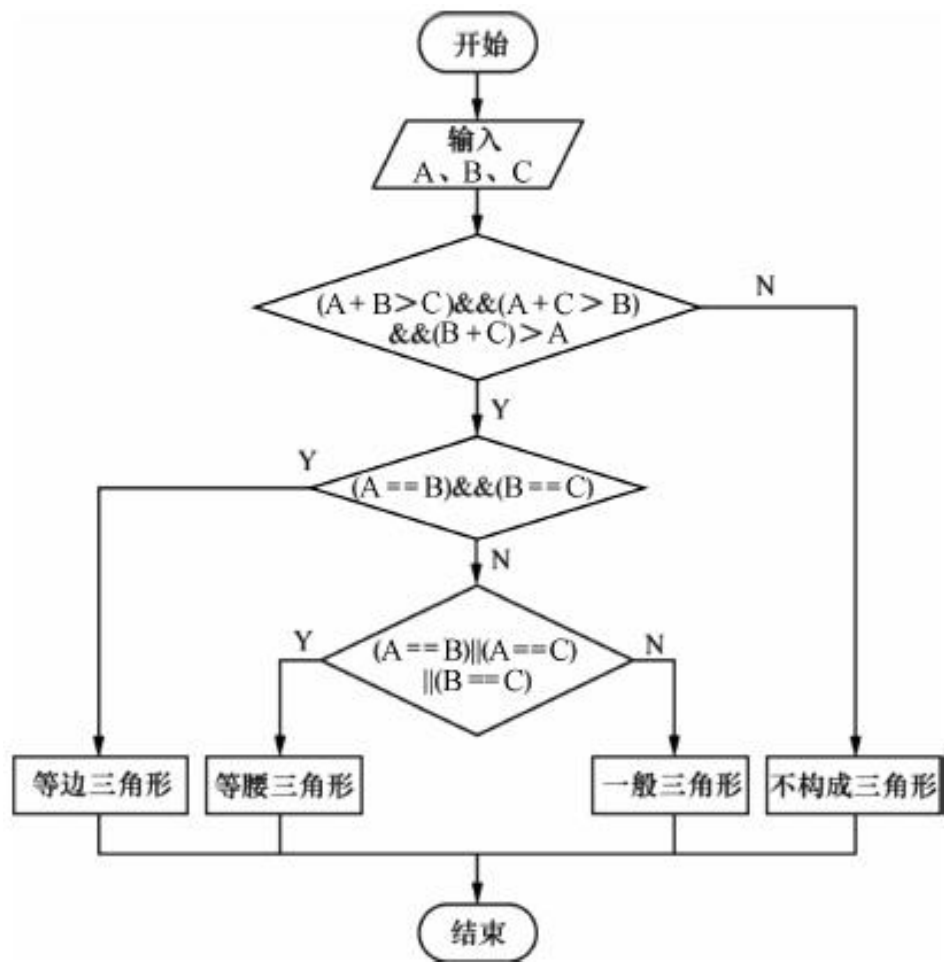 开始
输入
A、B、C
(A+B>C)&&(A+C>B)
&&(B+C)>A
N
Y
Y
(A==B)&&(B==C)
N
Y
(A==B)||(A==C)
||(B==C)
N
等边三角形
等腰三角形
一般三角形
不构成三角形
结束